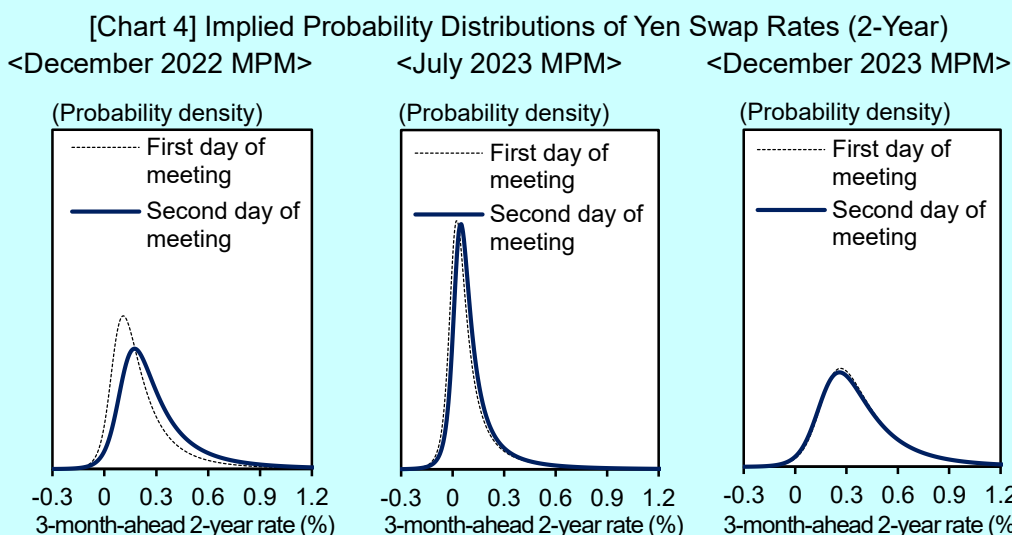 [Chart 4] Implied Probability Distributions of Yen Swap Rates (2-Year)
<December 2022 MPM>
(Probability density)
First day of
meeting
Second day of
meeting
-0.3 0 0.3 0.6 0.9 1.2
3-month-ahead 2-year rate (%)
<July 2023 MPM>
(Probability density)
First day of
meeting
Second day of
meeting
-0.3 0 0.3 0.6 0.9 1.2
3-month-ahead 2-year rate (%)
<December 2023 MPM>
(Probability density)
First day of
meeting
Second day of
meeting
-0.3 0 0.3 0.6 0.9 1.2
3-month-ahead 2-year rate (%)